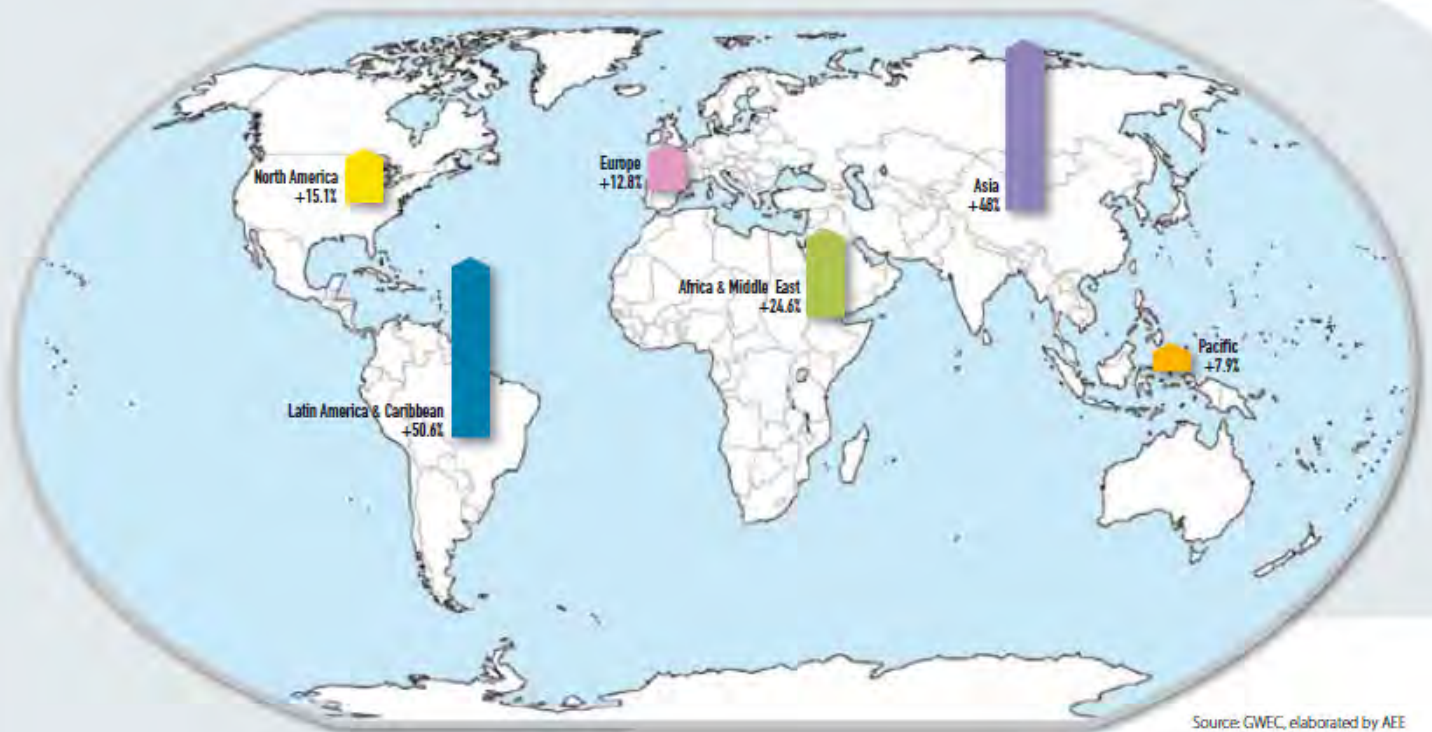 North America
+15.1%
Europe
+12.8%
Asia
+48%
Africa & Middle East
+24.6%
Pacific
+7.9%
Latin America & Caribbean
+50.6%
Source: GWEC, elaborated by AEE